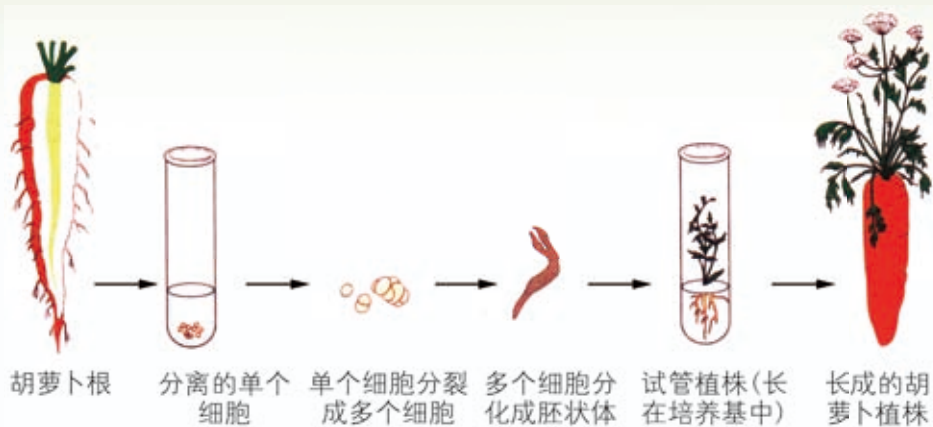 胡萝卜根
分离的单个
细胞
单个细胞分裂
成多个细胞
多个细胞分
化成胚状体
试管植株(长
在培养基中)
长成的胡
萝卜植株